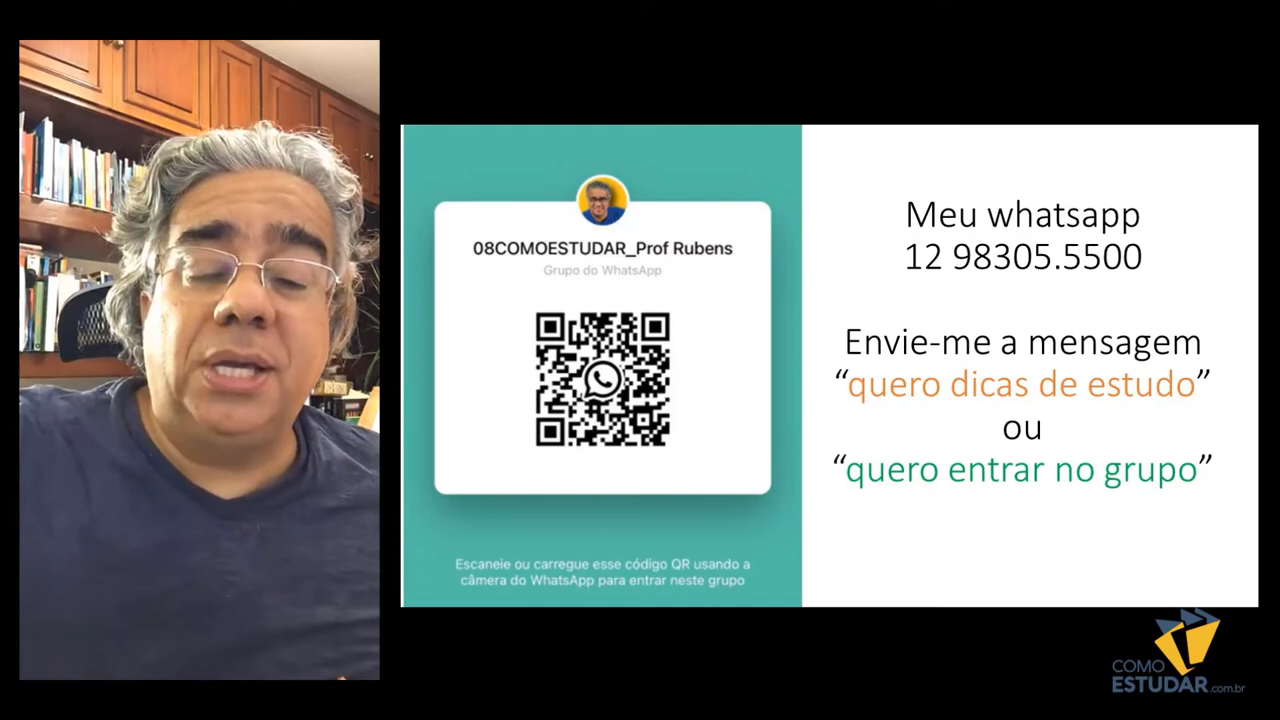 08COMOESTUDAR_Prof Rubens
Grupo do WhatsApp
Escaneie ou carregue esse código QR usando a
câmera do WhatsApp para entrar neste grupo
Meu whatsapp
12 98305.5500
Envie-me a mensagem
“quero dicas de estudo”
ou
“quero entrar no grupo”
COMO
ESTUDAR.com.br